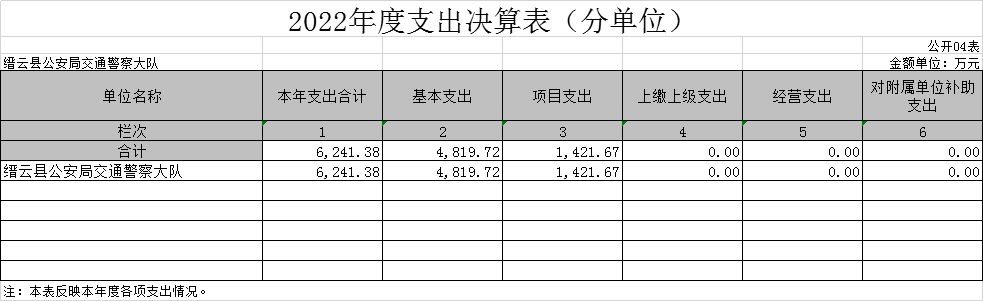 2022年度支出决算表（分单位）
公开04表
缙云县公安局交通警察大队 金额单位：万元
单位名称 本年支出合计 基本支出 项目支出 上缴上级支出 经营支出 对附属单位补助支出
栏次 1 2 3 4 5 6
合计 6,241.38 4,819.72 1,421.67 0.00 0.00 0.00
缙云县公安局交通警察大队 6,241.38 4,819.72 1,421.67 0.00 0.00 0.00
注：本表反映本年度各项支出情况。